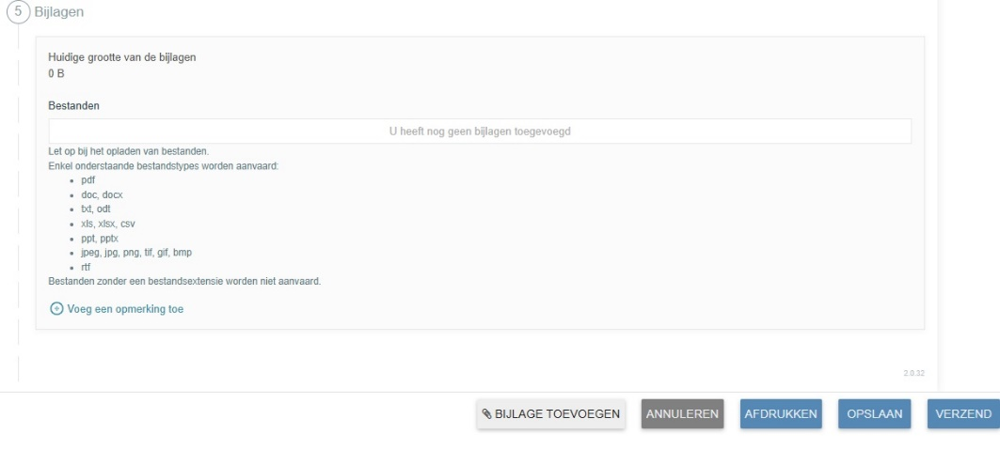 5 Bijlagen
Huidige grootte van de bijlagen
0 B
Bestanden
U heeft nog geen bijlagen toegevoegd
Let op bij het opladen van bestanden.
Enkel onderstaande bestandstypes worden aanvaard:
• pdf
• doc, docx
• txt, odt
• xls, xlsx, csv
• ppt, pptx
• jpeg, jpg, png, tif, gif, bmp
• rtf
Bestanden zonder een bestandsextensie worden niet aanvaard.
Voeg een opmerking toe
2.0.32
BIJLAGE TOEVOEGEN ANNULEREN AFDRUKKEN OPSLAAN VERZEND